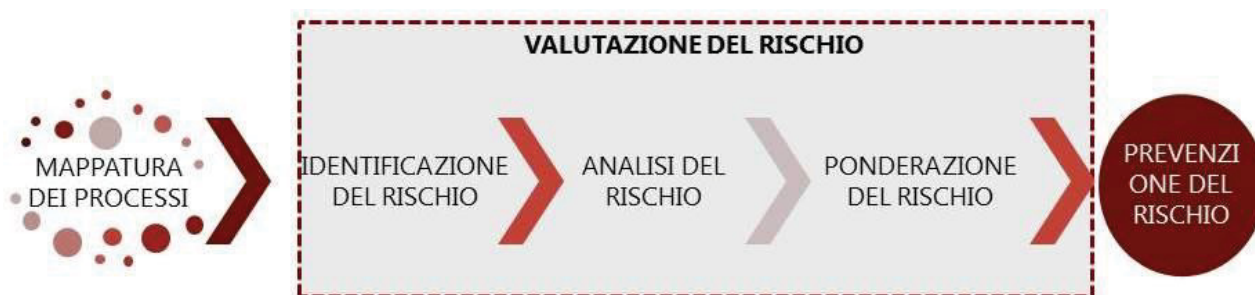 VALUTAZIONE DEL RISCHIO
MAPPATURA
DEI PROCESSI
IDENTIFICAZIONE
DEL RISCHIO
ANALISI DEL
RISCHIO
PONDERAZIONE
DEL RISCHIO
PREVENZI
ONE DEL
RISCHIO